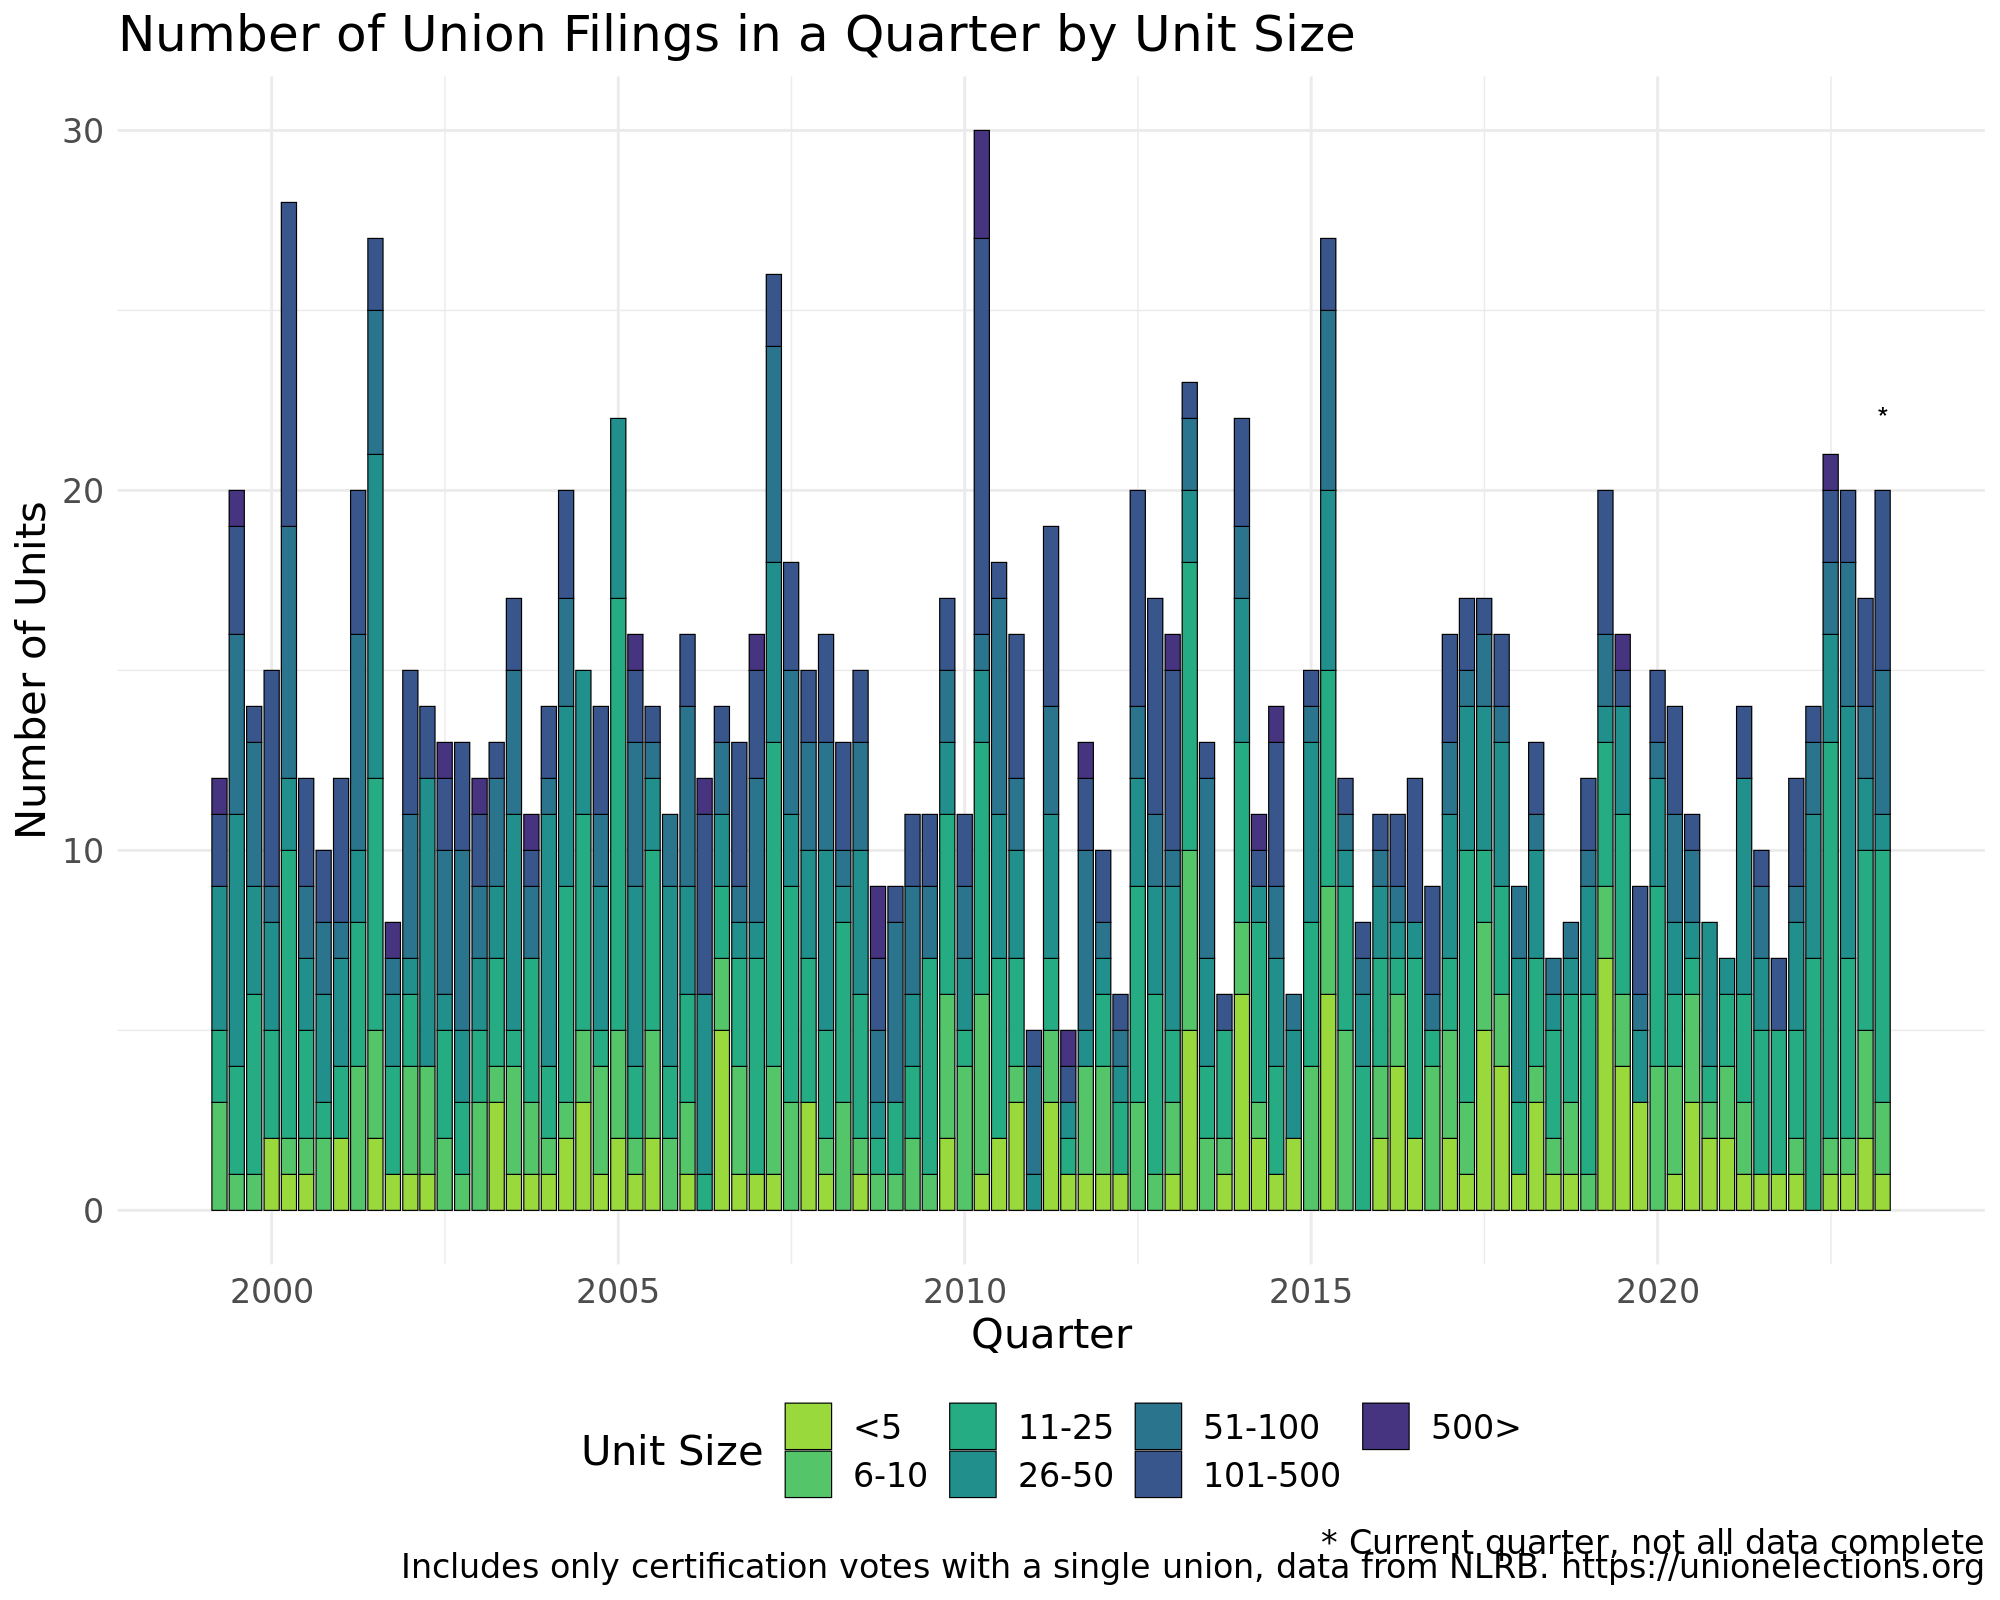 Number of Union Filings in a Quarter by Unit Size
Number of Units
30
20
10
0
*
2000 2005 2010 2015 2020
Quarter
Unit Size
<5 11-25 51-100 500>
6-10 26-50 101-500
* Current quarter, not all data complete
Includes only certification votes with a single union, data from NLRB. https://unionelections.org